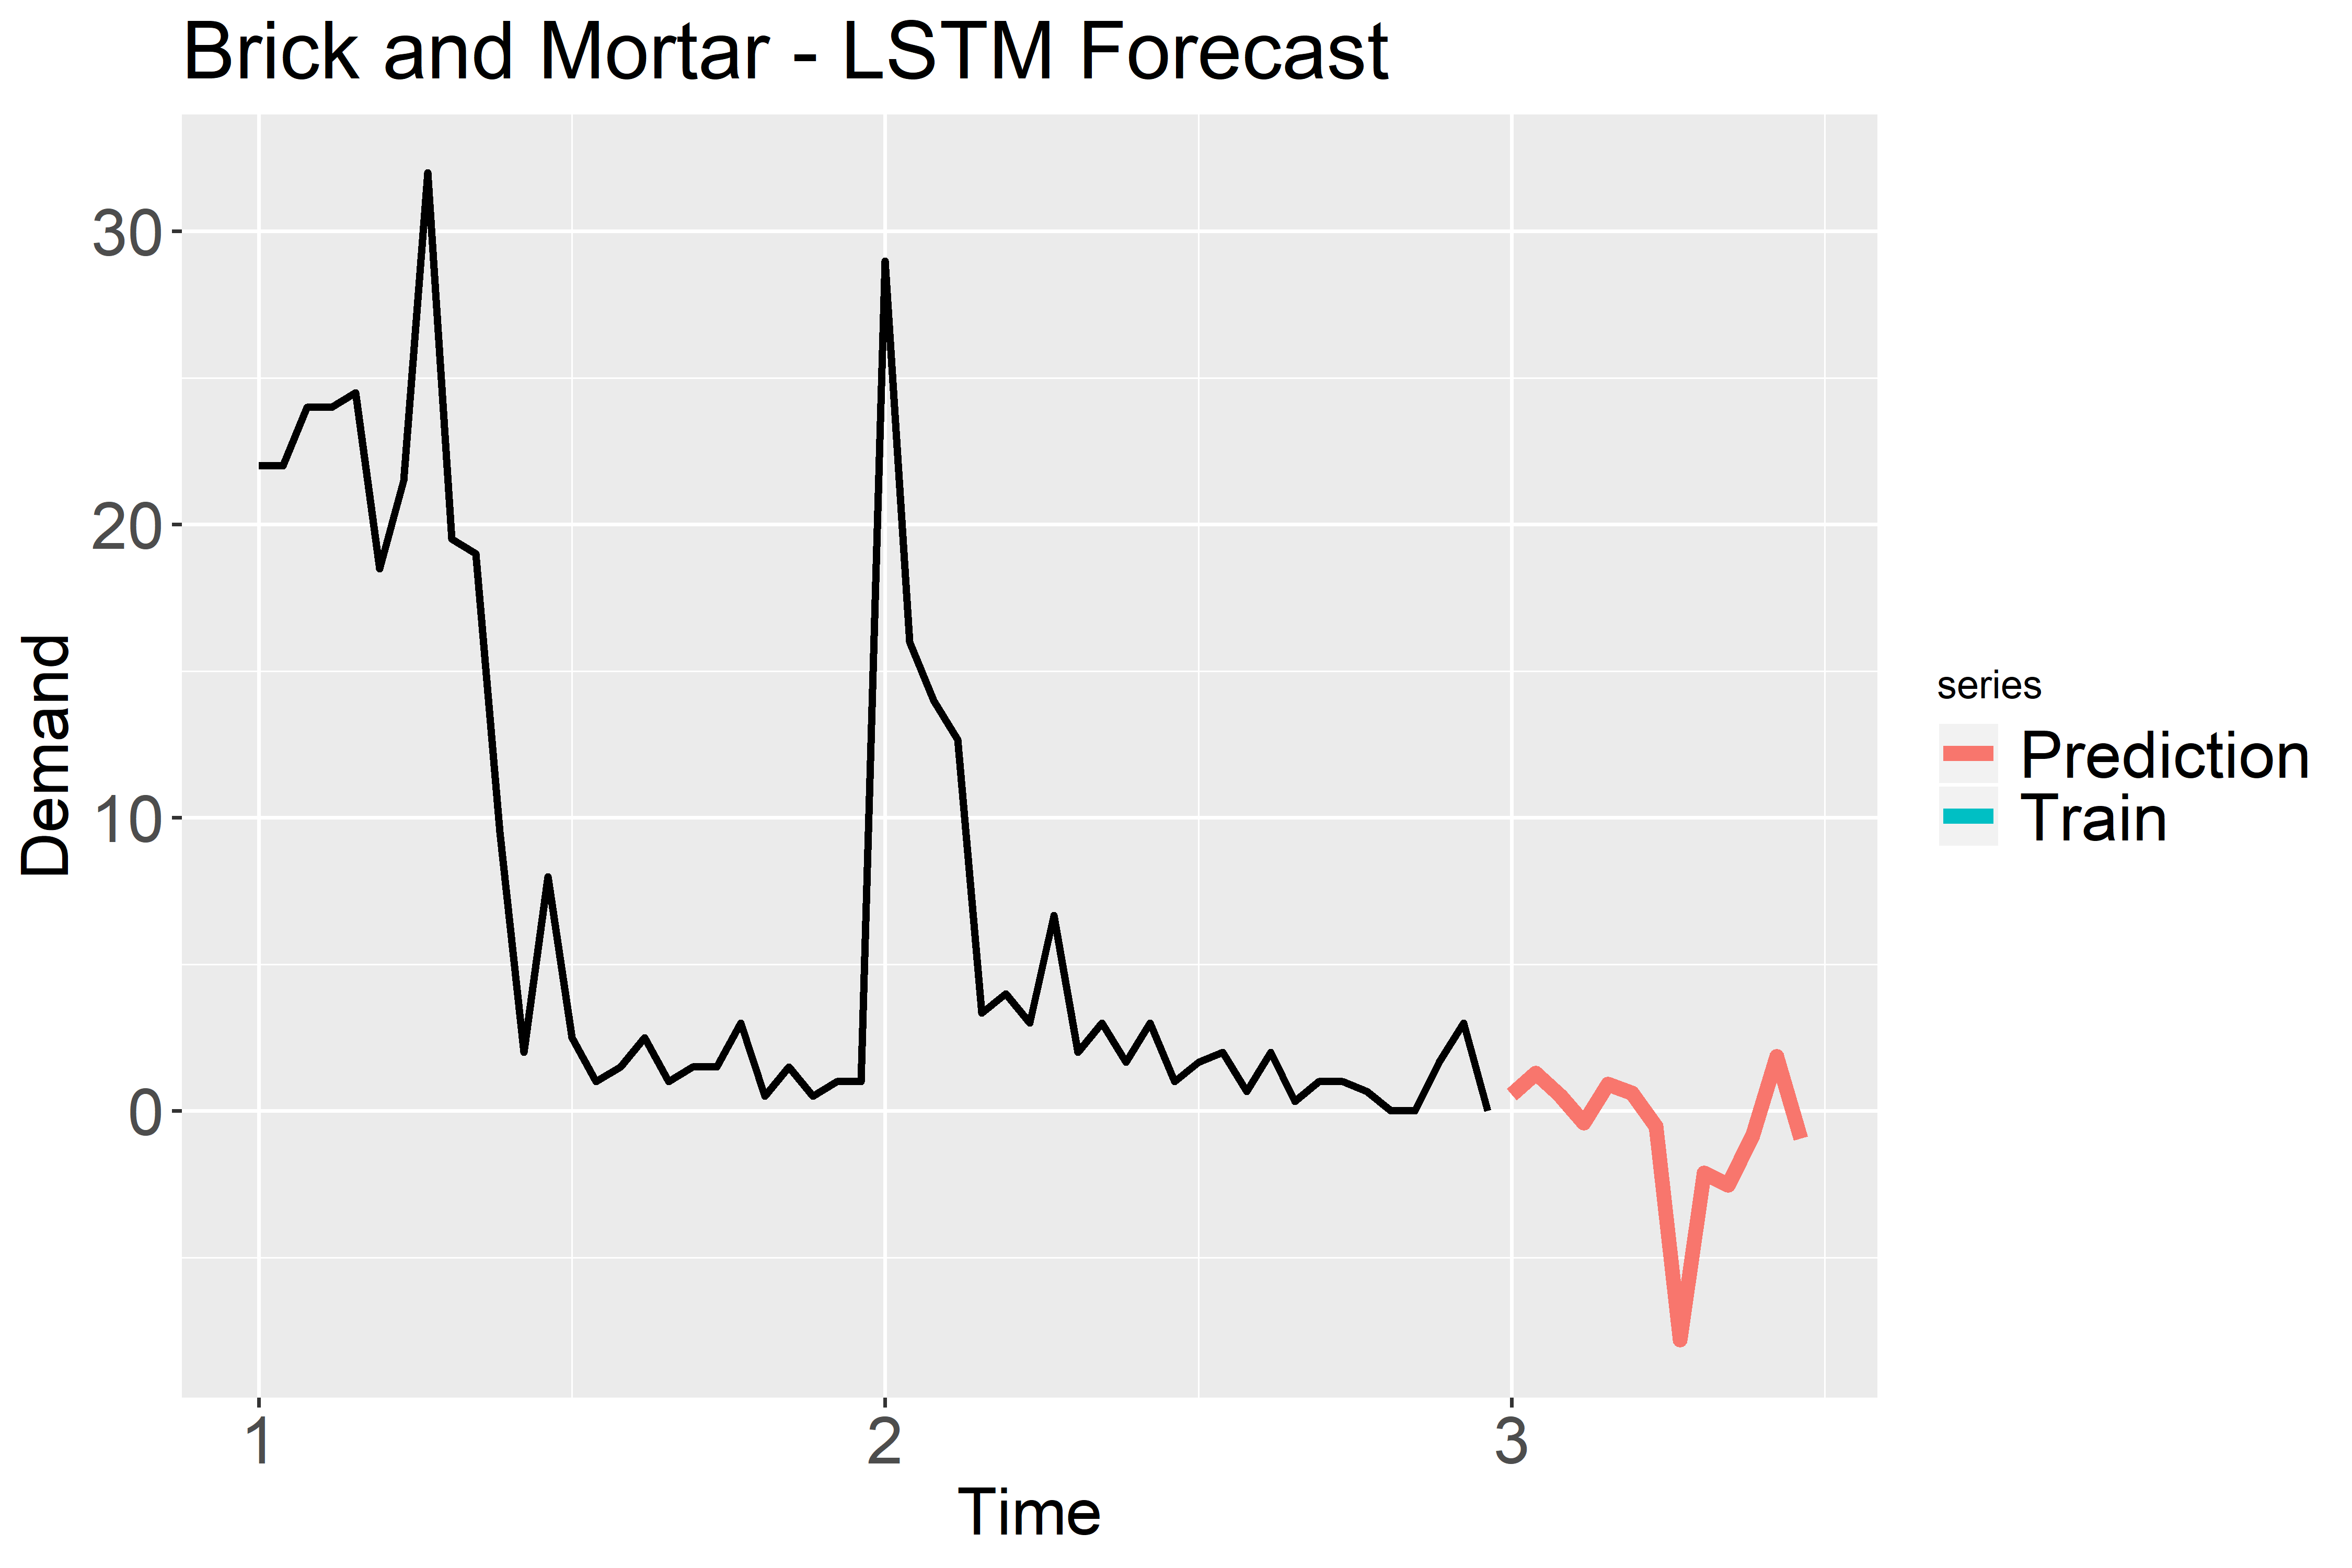 Brick and Mortar - LSTM Forecast
30
20
10
0
Demand
1
2
3
Time
series
Prediction
Train